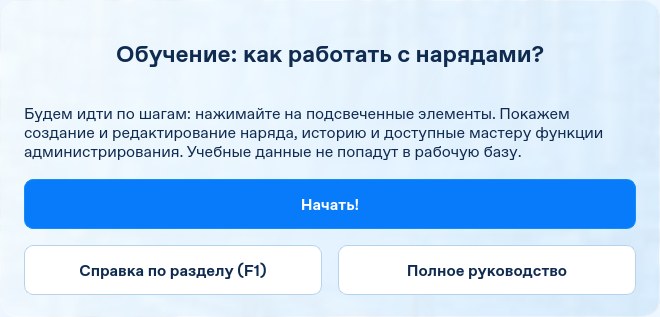 Обучение: как работать с нарядами?
Будем идти по шагам: нажимайте на подсвеченные элементы. Покажем
создание и редактирование наряда, историю и доступные мастеру функции
администрирования. Учебные данные не попадут в рабочую базу.
Начать!
Справка по разделу (F1)
Полное руководство